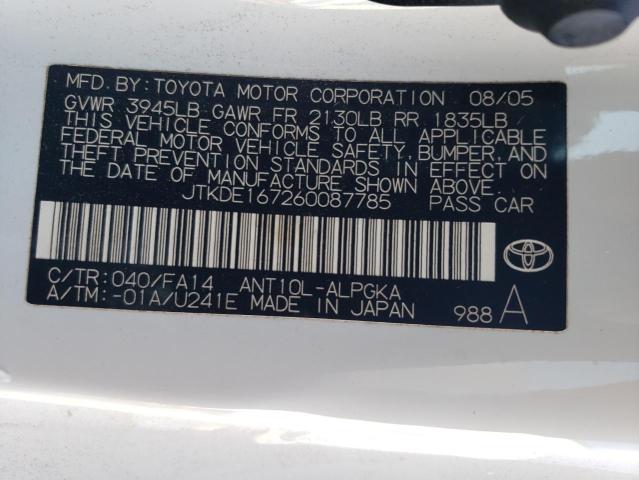 MFD. BY: TOYOTA MOTOR CORPORATION 08/05
GVWR 3945LB GAWR FR 2130LB RR 1835LB
THIS VEHICLE CONFORMS TO ALL APPLICABLE
FEDERAL MOTOR VEHICLE SAFETY, BUMPER, AND
THEFT PREVENTION STANDARDS IN EFFECT ON
THE DATE OF MANUFACTURE SHOWN ABOVE.
JTKDE167260087785 PASS CAR
C/TR: 040/FA14 ANT10L-ALPGKA
A/TM: -01A/U241E MADE IN JAPAN 988 A